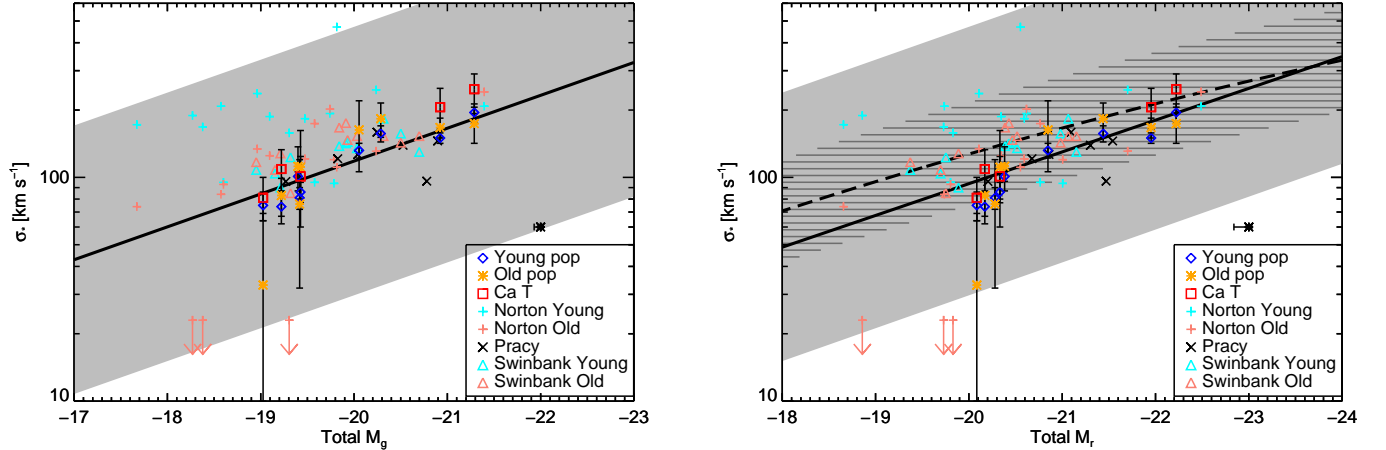 100
10
σ* [km s⁻¹]
−17 −18 −19 −20 −21 −22 −23
Total Mg
Young pop
Old pop
Ca T
Norton Young
Norton Old
Pracy
Swinbank Young
Swinbank Old
100
10
σ* [km s⁻¹]
−18 −19 −20 −21 −22 −23 −24
Total Mr
Young pop
Old pop
Ca T
Norton Young
Norton Old
Pracy
Swinbank Young
Swinbank Old